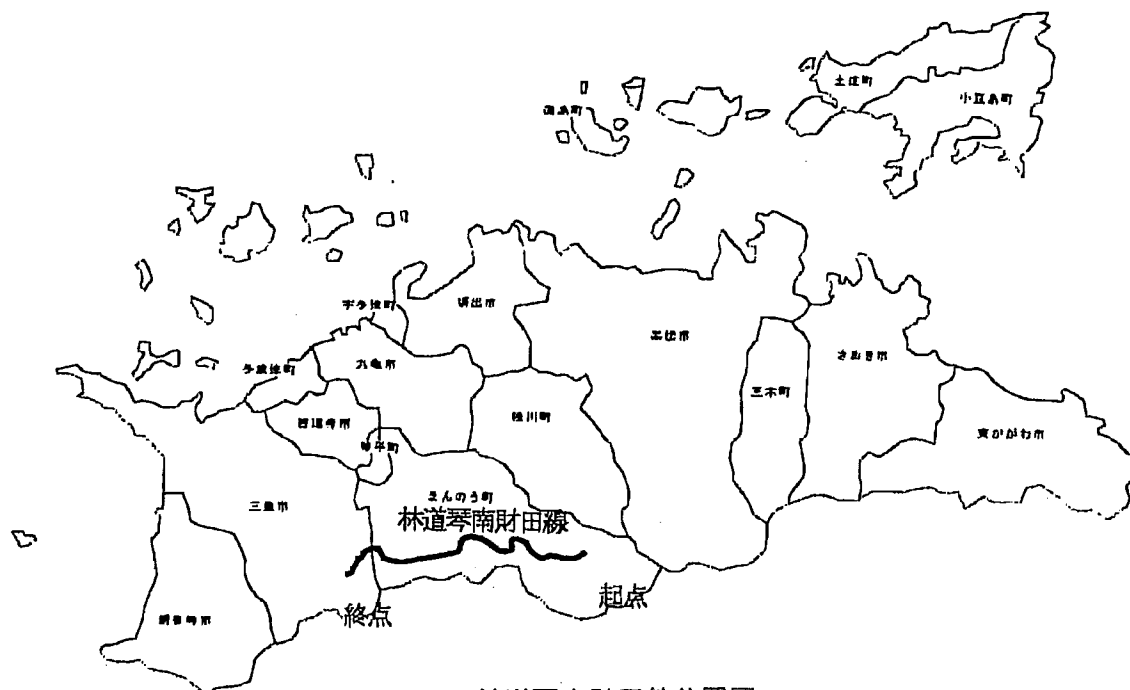 土庄町
小豆島町
直島町
宇多津町
坂出市
高松市
さぬき市
多度津町
丸亀市
三木町
善通寺市
綾川町
琴平町
東かがわ市
まんのう町
三豊市
林道琴南財田線
起点
終点
観音寺市